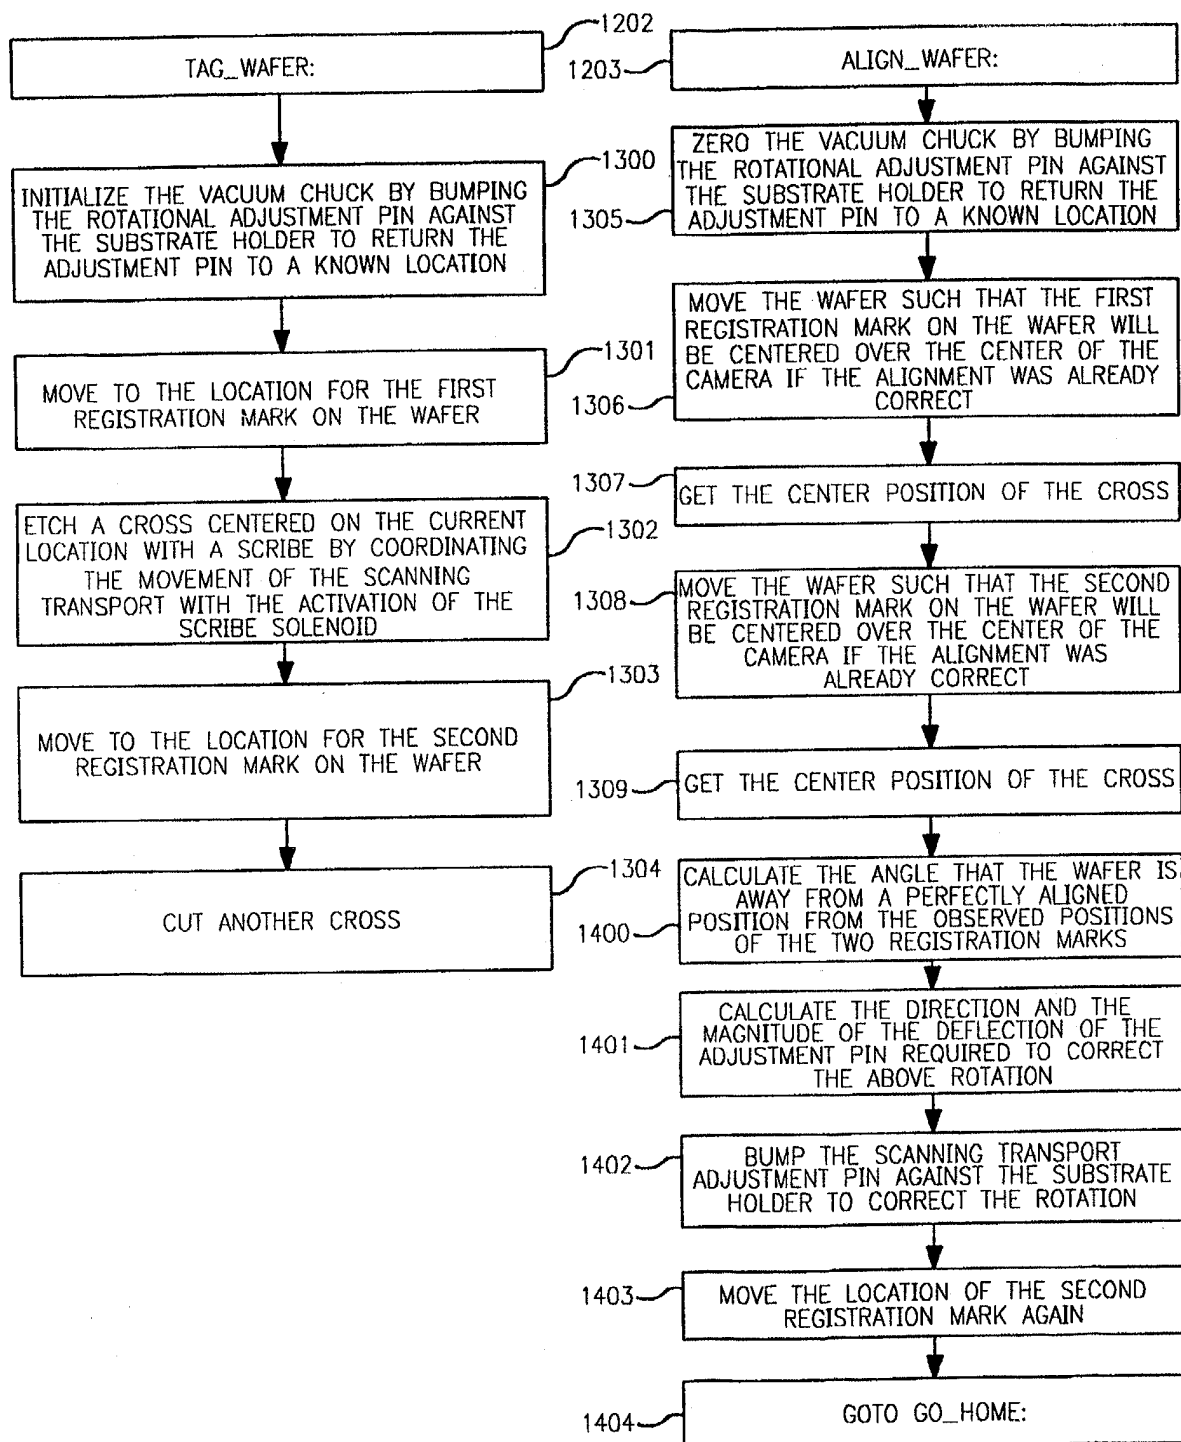 1202
TAG_WAFER:
1300
INITIALIZE THE VACUUM CHUCK BY BUMPING
THE ROTATIONAL ADJUSTMENT PIN AGAINST
THE SUBSTRATE HOLDER TO RETURN THE
ADJUSTMENT PIN TO A KNOWN LOCATION
1301
MOVE TO THE LOCATION FOR THE FIRST
REGISTRATION MARK ON THE WAFER
1302
ETCH A CROSS CENTERED ON THE CURRENT
LOCATION WITH A SCRIBE BY COORDINATING
THE MOVEMENT OF THE SCANNING
TRANSPORT WITH THE ACTIVATION OF THE
SCRIBE SOLENOID
1303
MOVE TO THE LOCATION FOR THE SECOND
REGISTRATION MARK ON THE WAFER
1304
CUT ANOTHER CROSS
1203
ALIGN_WAFER:
1305
ZERO THE VACUUM CHUCK BY BUMPING
THE ROTATIONAL ADJUSTMENT PIN AGAINST
THE SUBSTRATE HOLDER TO RETURN THE
ADJUSTMENT PIN TO A KNOWN LOCATION
1306
MOVE THE WAFER SUCH THAT THE FIRST
REGISTRATION MARK ON THE WAFER WILL
BE CENTERED OVER THE CENTER OF THE
CAMERA IF THE ALIGNMENT WAS ALREADY
CORRECT
1307
GET THE CENTER POSITION OF THE CROSS
1308
MOVE THE WAFER SUCH THAT THE SECOND
REGISTRATION MARK ON THE WAFER WILL
BE CENTERED OVER THE CENTER OF THE
CAMERA IF THE ALIGNMENT WAS
ALREADY CORRECT
1309
GET THE CENTER POSITION OF THE CROSS
1400
CALCULATE THE ANGLE THAT THE WAFER IS
AWAY FROM A PERFECTLY ALIGNED
POSITION FROM THE OBSERVED POSITIONS
OF THE TWO REGISTRATION MARKS
1401
CALCULATE THE DIRECTION AND THE
MAGNITUDE OF THE DEFLECTION OF THE
ADJUSTMENT PIN REQUIRED TO CORRECT
THE ABOVE ROTATION
1402
BUMP THE SCANNING TRANSPORT
ADJUSTMENT PIN AGAINST THE SUBSTRATE
HOLDER TO CORRECT THE ROTATION
1403
MOVE THE LOCATION OF THE SECOND
REGISTRATION MARK AGAIN
1404
GOTO GO_HOME: